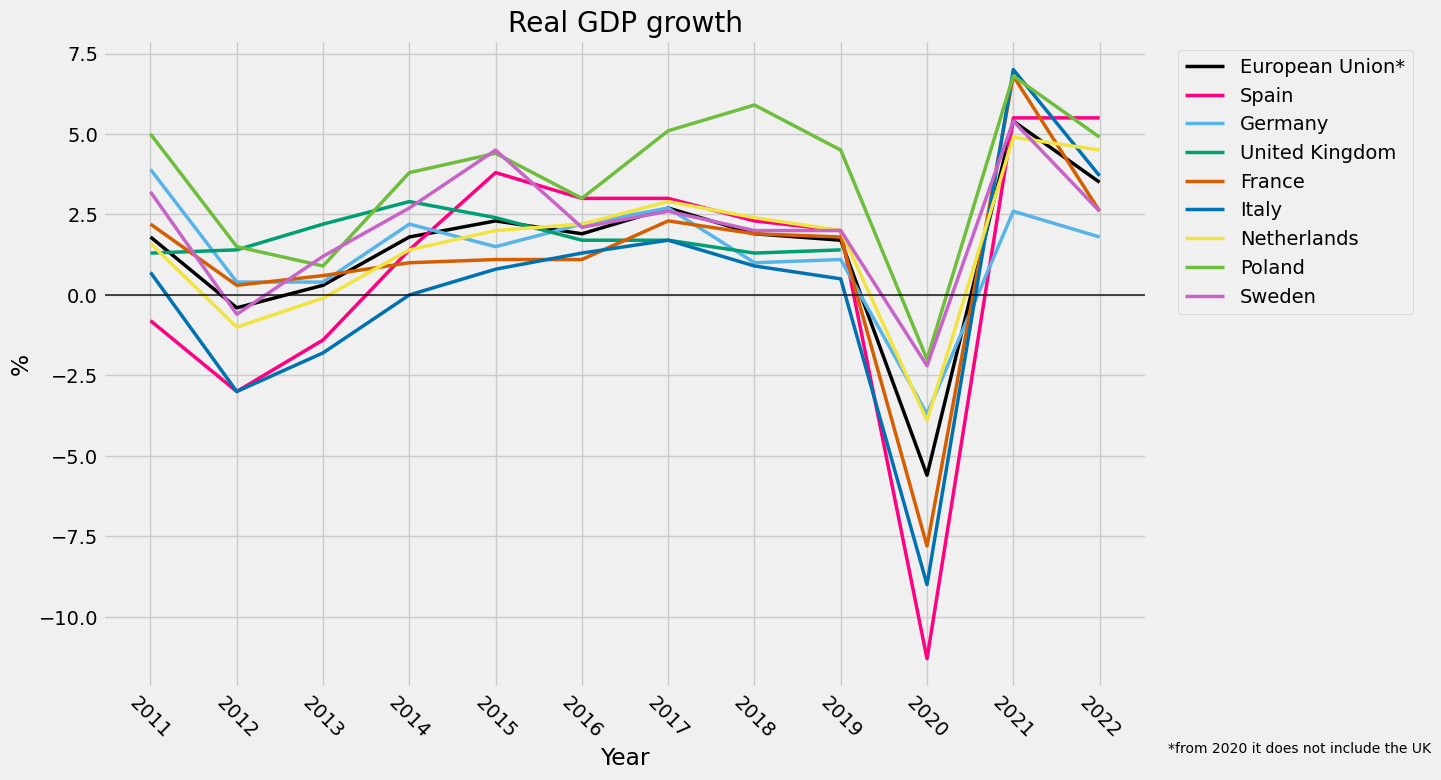 Real GDP growth
7.5
5.0
2.5
0.0
−2.5
−5.0
−7.5
−10.0
%
2011
2012
2013
2014
2015
2016
2017
2018
2019
2020
2021
2022
Year
European Union*
Spain
Germany
United Kingdom
France
Italy
Netherlands
Poland
Sweden
*from 2020 it does not include the UK